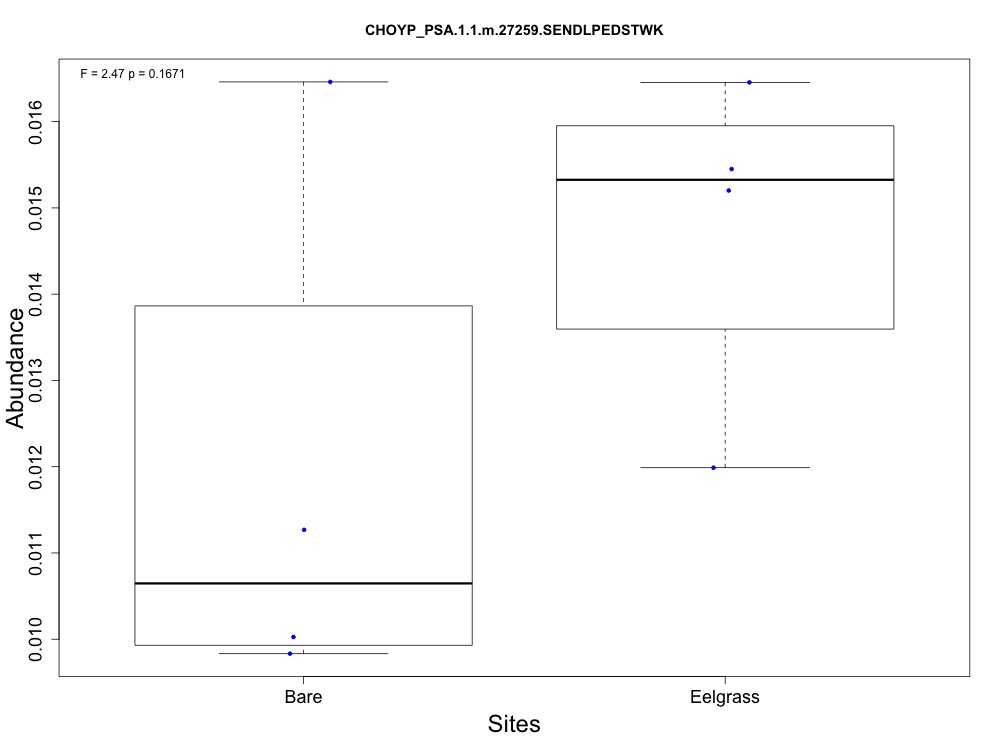 CHOYP_PSA.1.1.m.27259.SENDLPEDSTWK
F = 2.47 p = 0.1671
Abundance
0.016
0.015
0.014
0.013
0.012
0.011
0.010
Bare Eelgrass
Sites